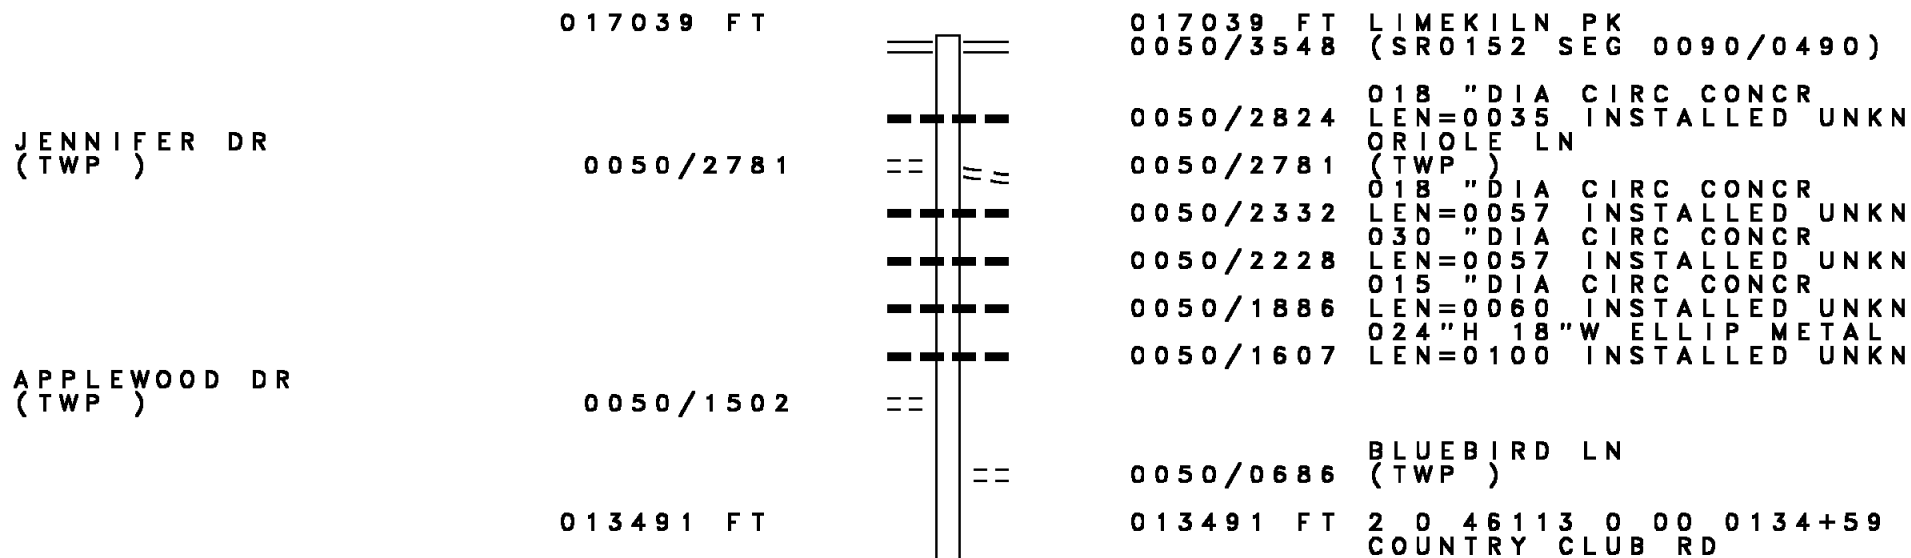 017039 FT 017039 FT LIMEKILN PK
0050/3548 (SR0152 SEG 0090/0490)
018 "DIA CIRC CONCR
0050/2824 LEN=0035 INSTALLED UNKN
JENNIFER DR ORIOLE LN
(TWP ) 0050/2781 0050/2781 (TWP )
018 "DIA CIRC CONCR
0050/2332 LEN=0057 INSTALLED UNKN
030 "DIA CIRC CONCR
0050/2228 LEN=0057 INSTALLED UNKN
015 "DIA CIRC CONCR
0050/1886 LEN=0060 INSTALLED UNKN
024"H 18"W ELLIP METAL
0050/1607 LEN=0100 INSTALLED UNKN
APPLEWOOD DR
(TWP ) 0050/1502
BLUEBIRD LN
0050/0686 (TWP )
013491 FT 013491 FT 2 0 46113 0 00 0134+59
COUNTRY CLUB RD